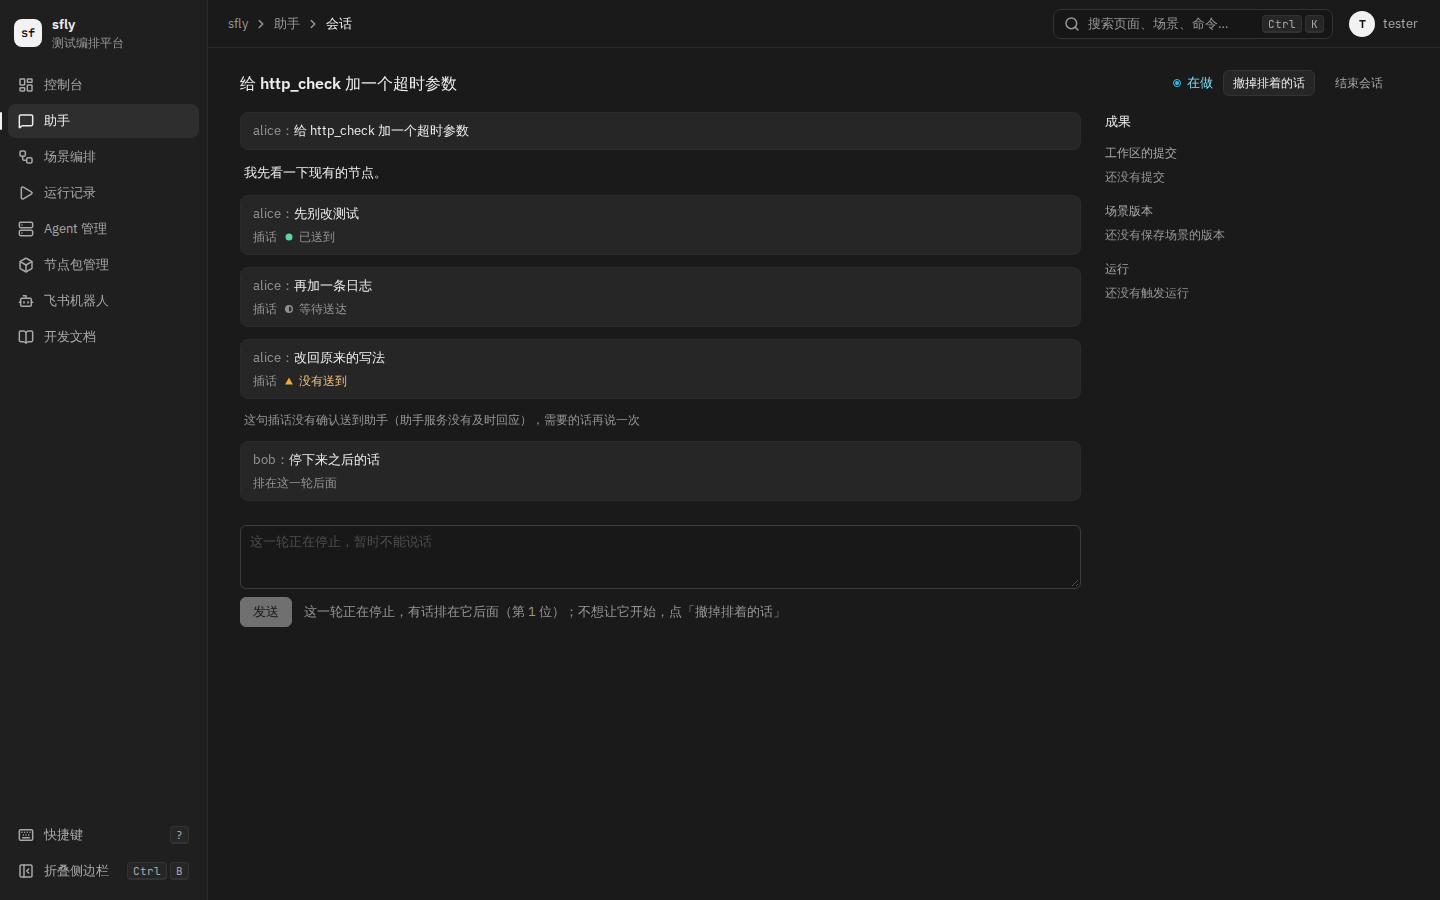 sf
sfly
测试编排平台
控制台
助手
场景编排
运行记录
Agent 管理
节点包管理
飞书机器人
开发文档
快捷键
?
折叠侧边栏
Ctrl B
sfly > 助手 > 会话
搜索页面、场景、命令...
Ctrl K
T
tester
给 http_check 加一个超时参数
在做
撤掉排着的话
结束会话
alice：给 http_check 加一个超时参数
我先看一下现有的节点。
alice：先别改测试
插话 已送到
alice：再加一条日志
插话 等待送达
alice：改回原来的写法
插话 没有送到
这句插话没有确认送到助手（助手服务没有及时回应），需要的话再说一次
bob：停下来之后的话
排在这一轮后面
这一轮正在停止，暂时不能说话
发送
这一轮正在停止，有话排在它后面（第 1 位）；不想让它开始，点「撤掉排着的话」
成果
工作区的提交
还没有提交
场景版本
还没有保存场景的版本
运行
还没有触发运行